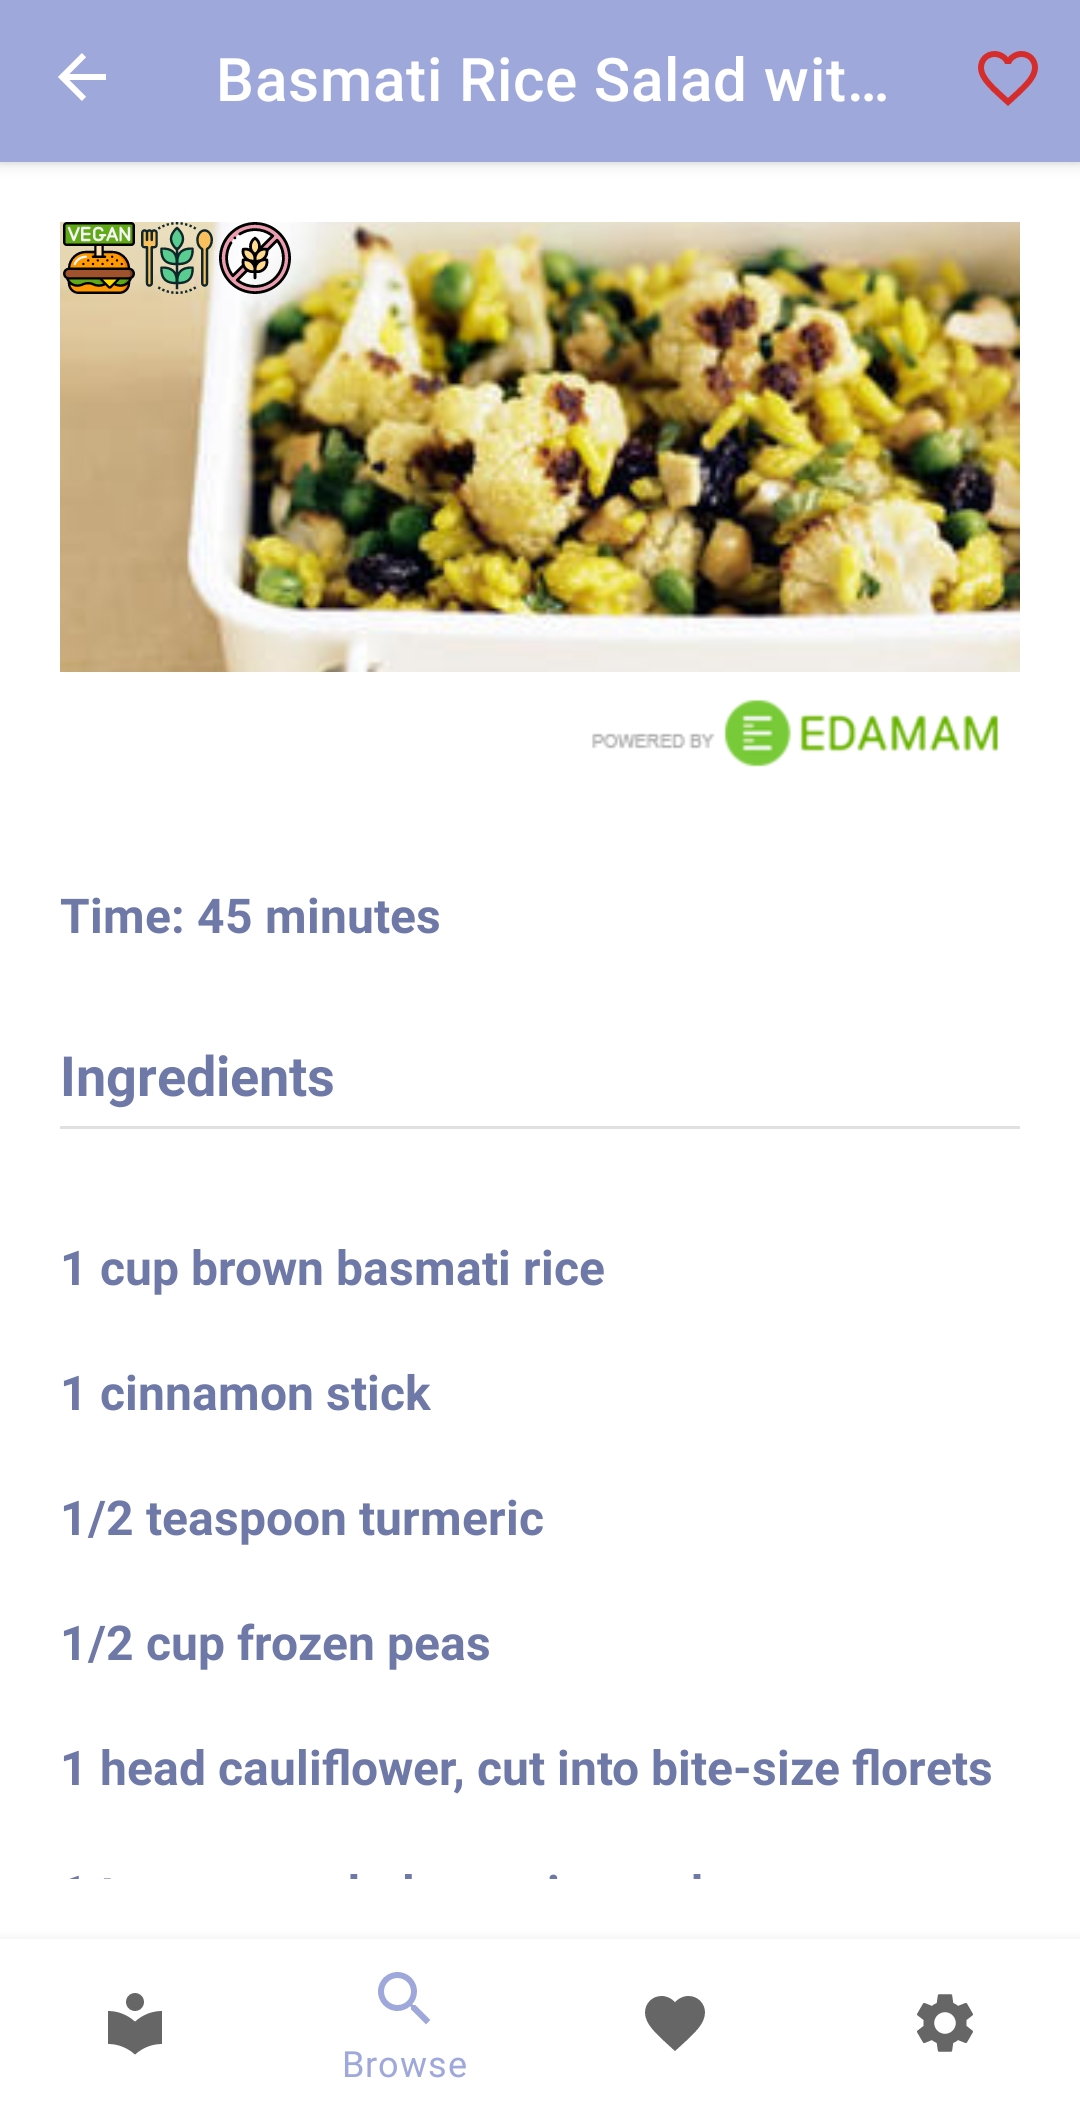 Basmati Rice Salad wit...
VEGAN
POWERED BY EDAMAM
Time: 45 minutes
Ingredients
1 cup brown basmati rice
1 cinnamon stick
1/2 teaspoon turmeric
1/2 cup frozen peas
1 head cauliflower, cut into bite-size florets
Browse